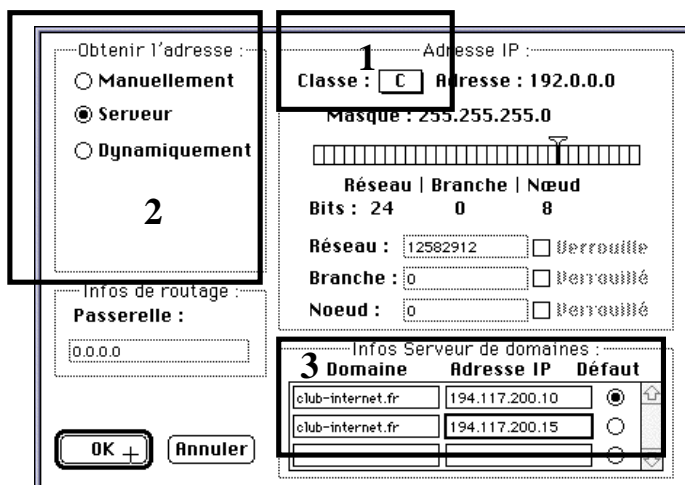 Obtenir l'adresse :
Manuellement
Serveur
Dynamiquement
2
1
Adresse IP :
Classe : C Adresse : 192.0.0.0
Masque : 255.255.255.0
Réseau | Branche | Nœud
Bits : 24 0 8
Réseau : 12582912 Verrouillé
Branche : 0 Verrouillé
Noeud : 0 Verrouillé
Infos de routage :
Passerelle :
0.0.0.0
3
Infos Serveur de domaines :
Domaine Adresse IP Défaut
club-internet.fr 194.117.200.10
club-internet.fr 194.117.200.15
OK Annuler